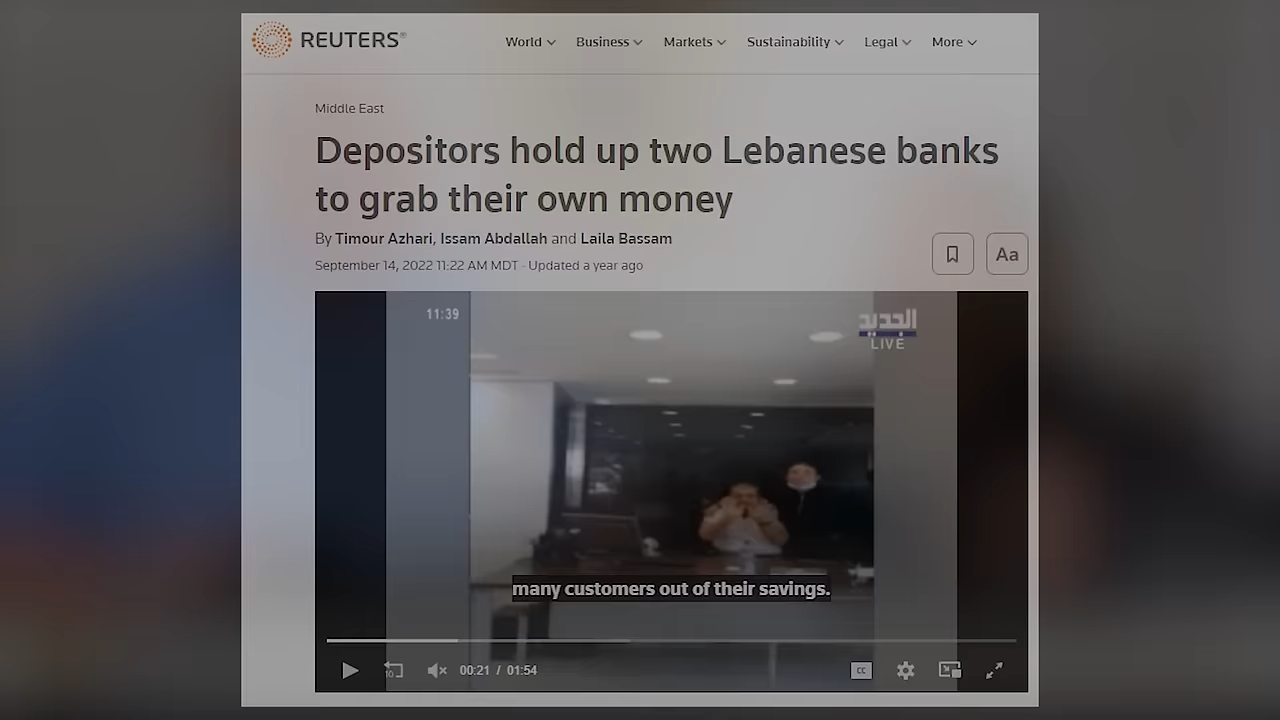 REUTERS®
World Business Markets Sustainability Legal More
Middle East
Depositors hold up two Lebanese banks
to grab their own money
By Timour Azhari, Issam Abdallah and Laila Bassam
September 14, 2022 11:22 AM MDT · Updated a year ago
Aa
11:39
الجديد
LIVE
many customers out of their savings.
10
00:21 / 01:54
CC